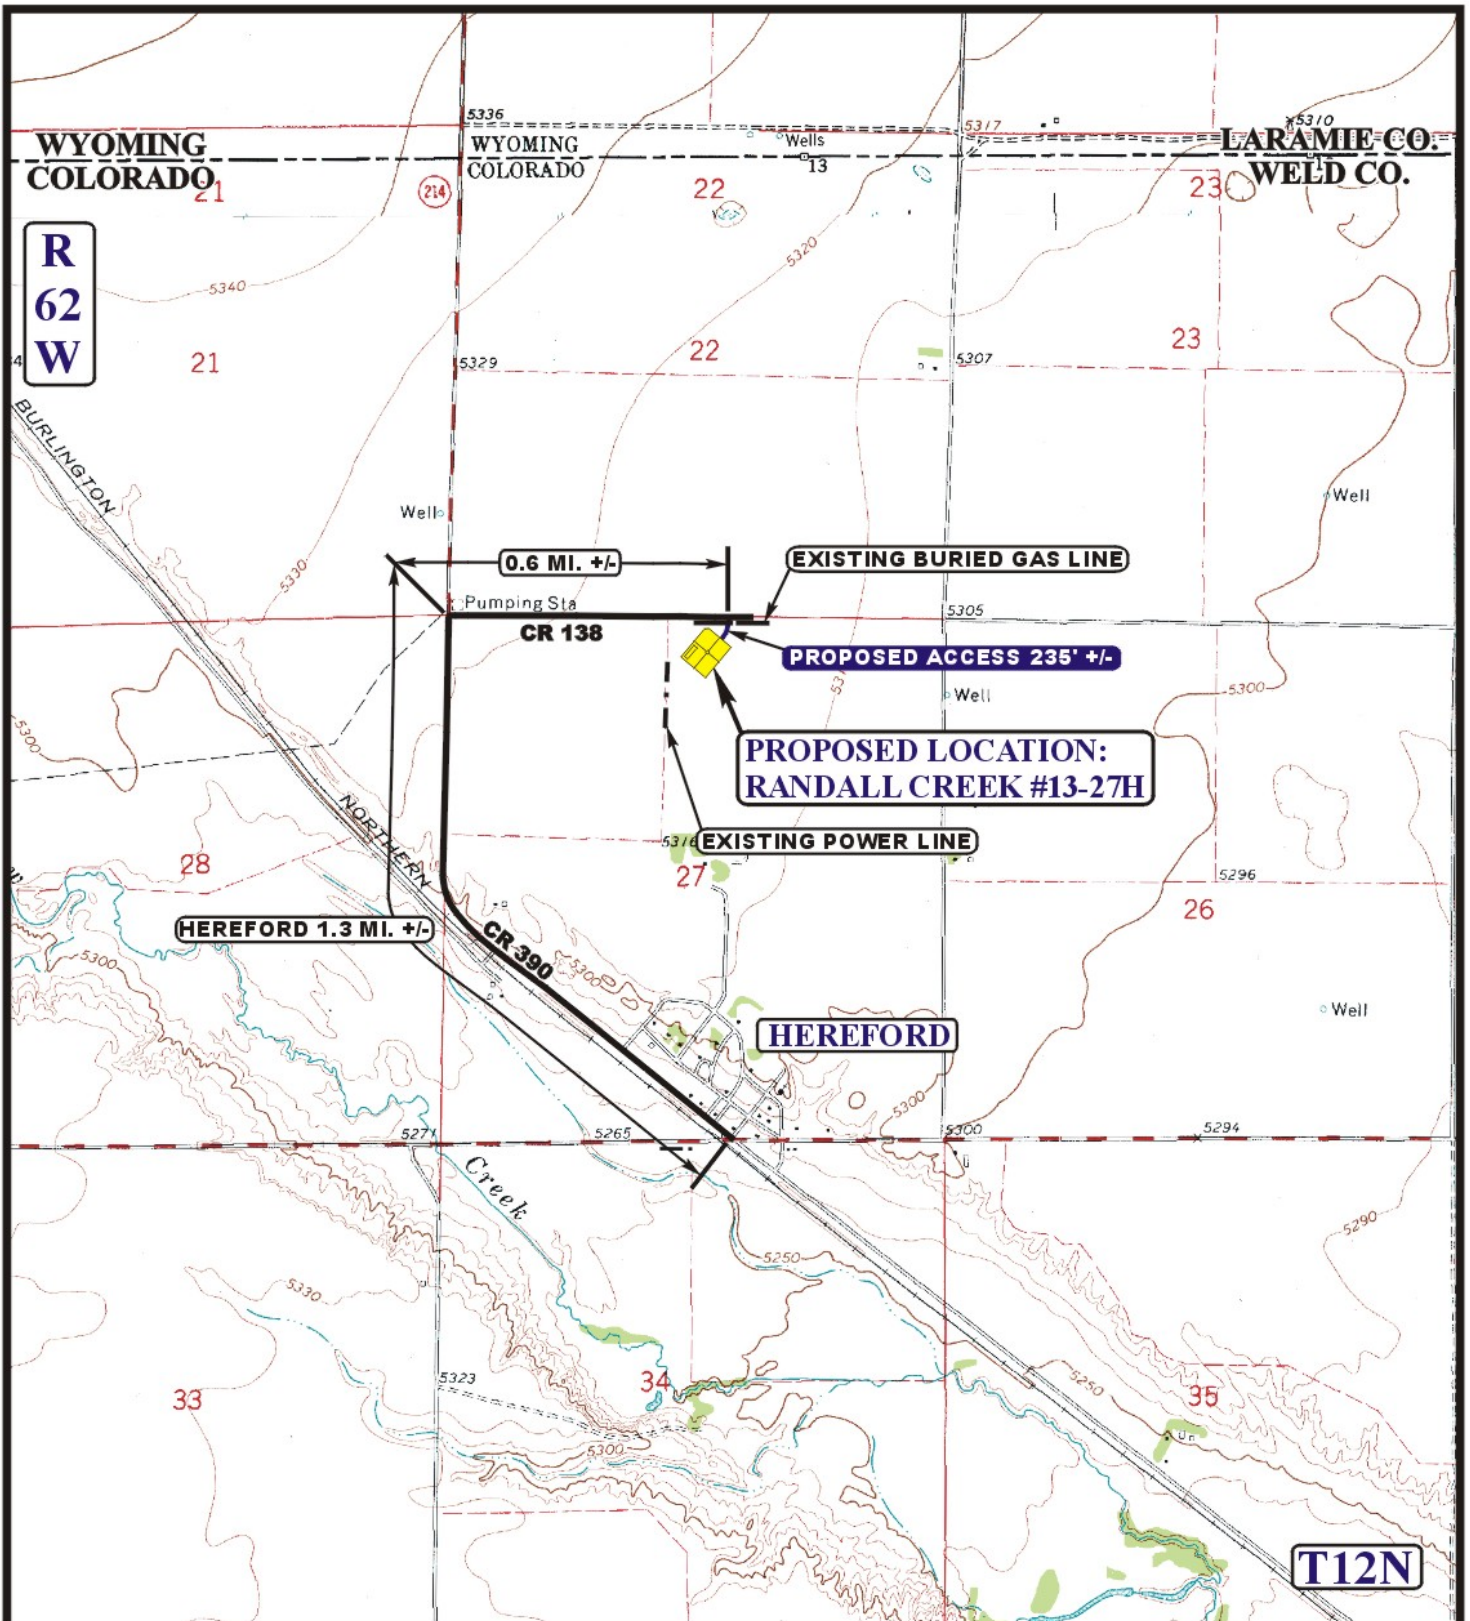 5336
5317
5310
WYOMING
COLORADO
WYOMING
COLORADO
Wells
13
LARAMIE CO.
WELD CO.
21
214
22
23
R
62
W
5320
5340
21
22
23
5329
5307
BURLINGTON
Well
Well
5330
0.6 MI. +/-
EXISTING BURIED GAS LINE
Pumping Sta
CR 138
5305
PROPOSED ACCESS 235' +/-
Well
5300
5300
PROPOSED LOCATION:
RANDALL CREEK #13-27H
NORTHERN
5316
EXISTING POWER LINE
28
27
5296
26
HEREFORD 1.3 MI. +/-
CR 390
5300
5300
Well
HEREFORD
5300
5271
5265
5300
5294
Creek
5290
5250
5330
5323
34
5250
33
35
5300
T12N